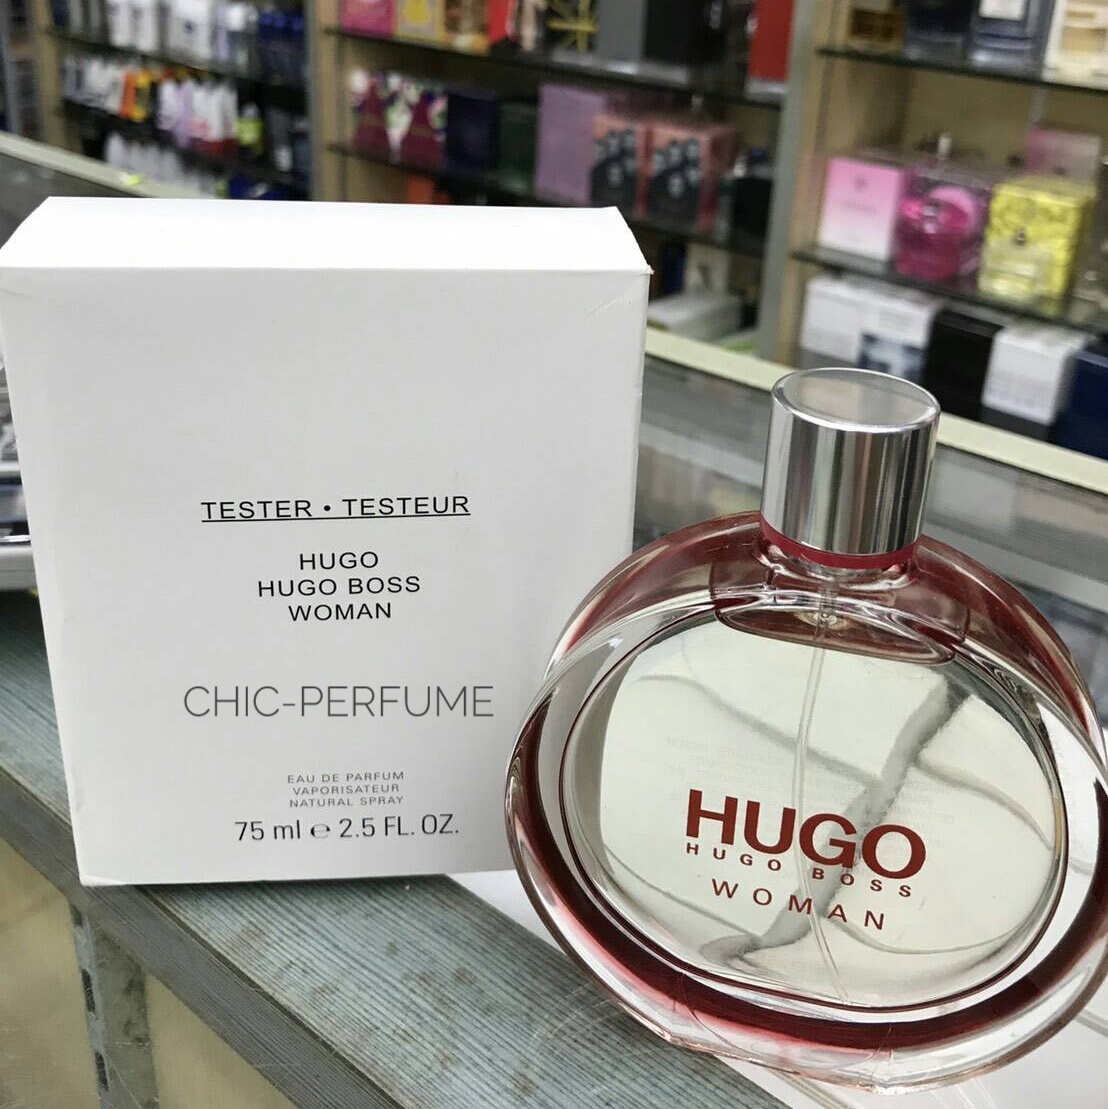 TESTER • TESTEUR
HUGO
HUGO BOSS
WOMAN
CHIC-PERFUME
EAU DE PARFUM
VAPORISATEUR
NATURAL SPRAY
75 ml ℮ 2.5 FL. OZ.
HUGO
HUGO BOSS
WOMAN